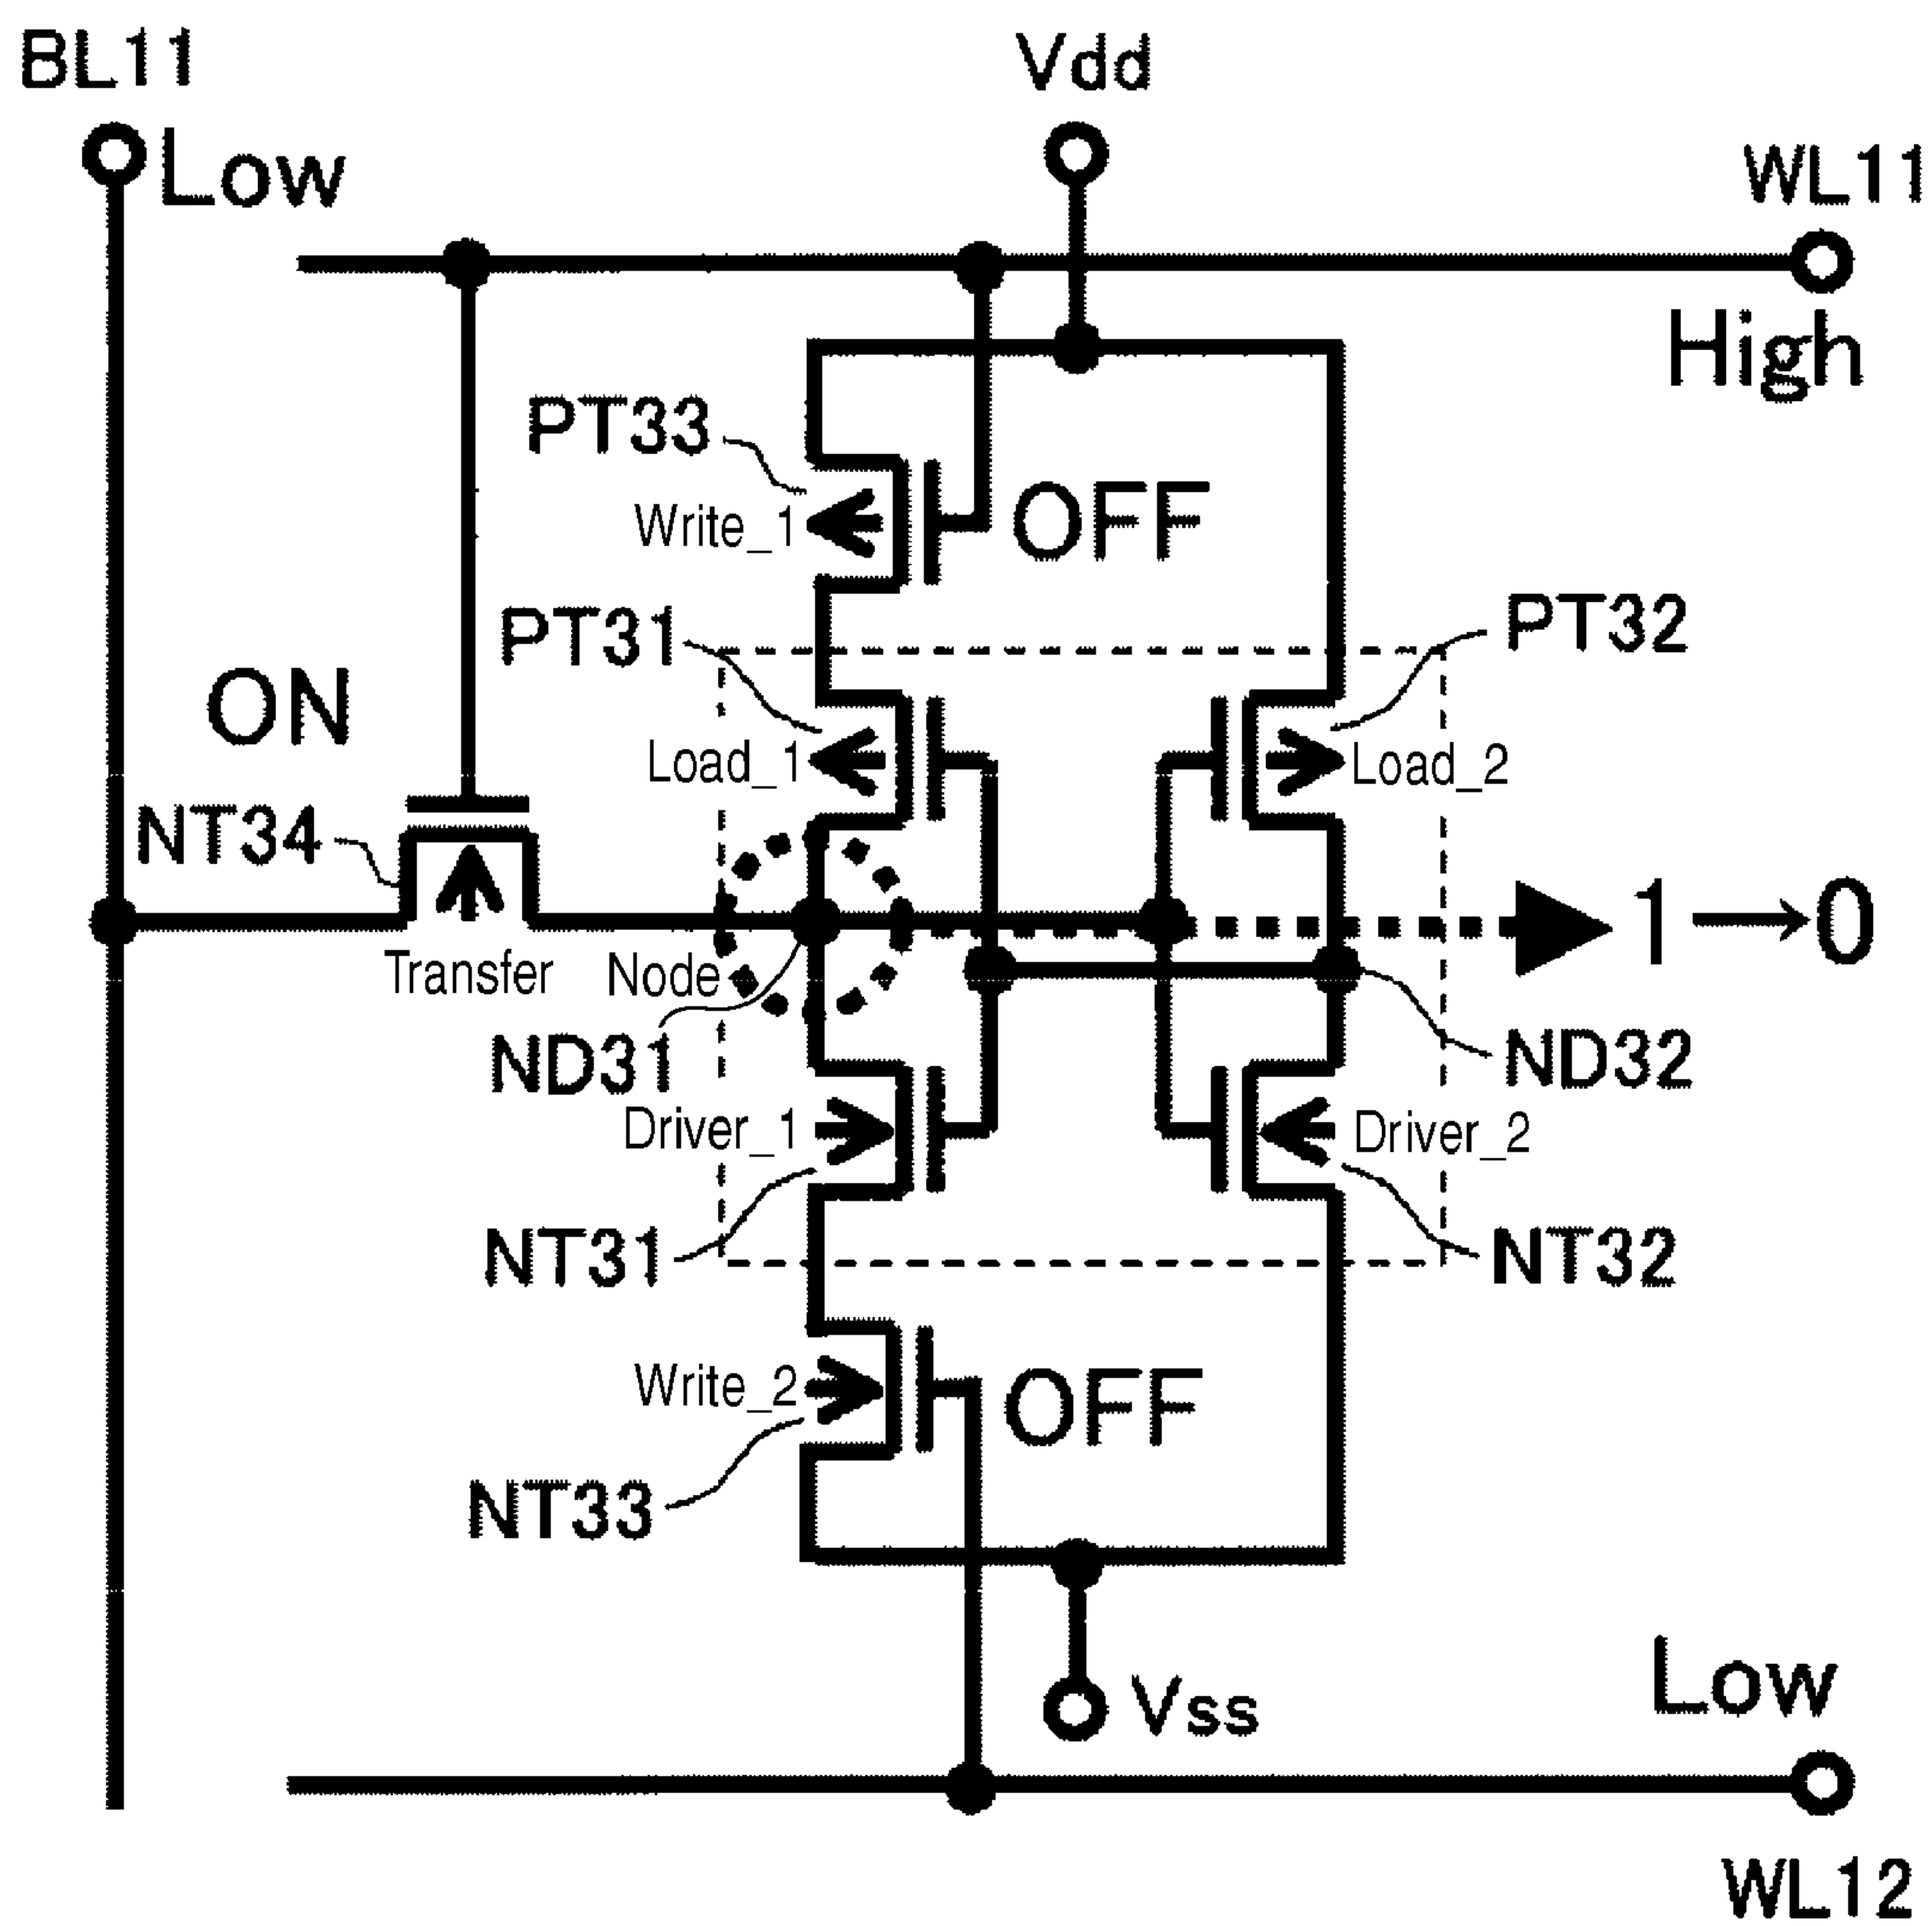 BL11
Vdd
Low
WL11
High
PT33
Write_1
OFF
PT31
PT32
ON
Load_1
Load_2
NT34
1→0
Transfer
Node
ND31
ND32
Driver_1
Driver_2
NT31
NT32
Write_2
OFF
NT33
Low
Vss
WL12